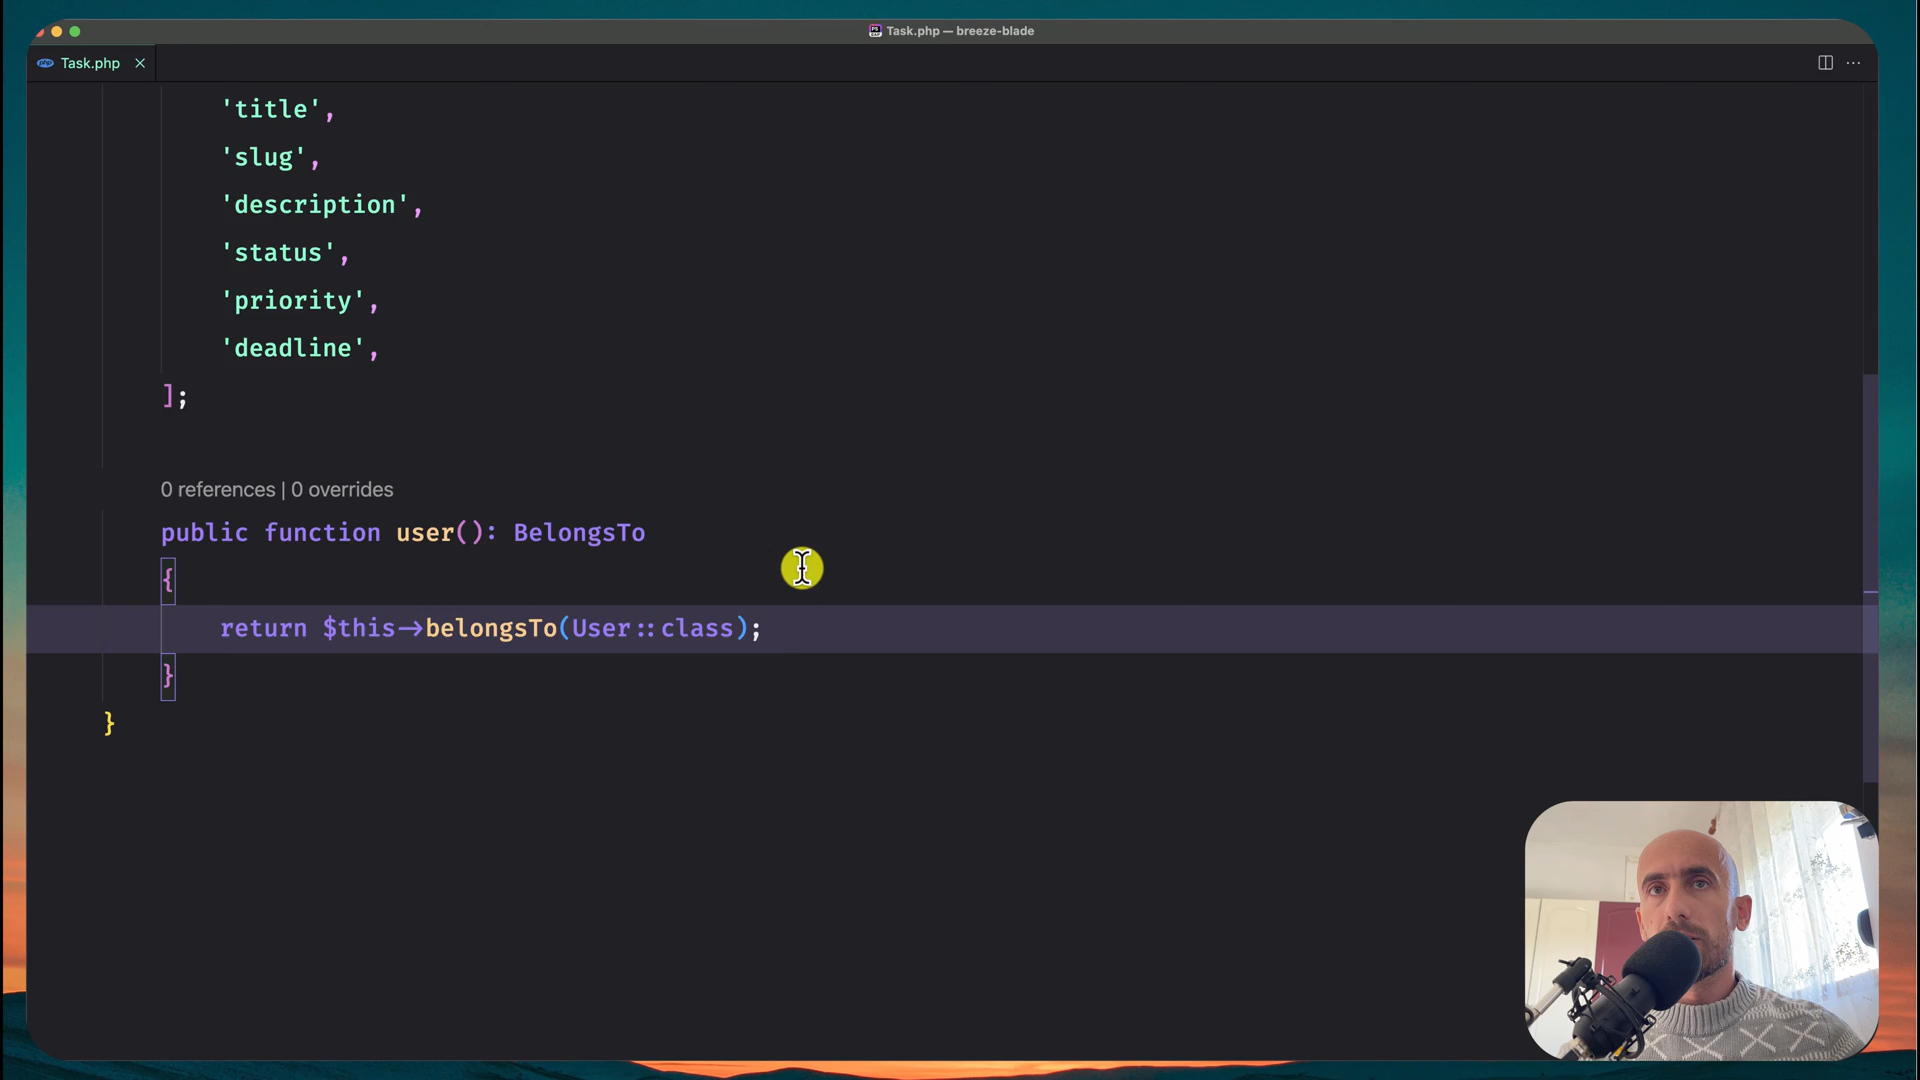 Task.php — breeze-blade
php Task.php
'title',
'slug',
'description',
'status',
'priority',
'deadline',
];
0 references | 0 overrides
public function user(): BelongsTo
{
return $this->belongsTo(User::class);
}
}